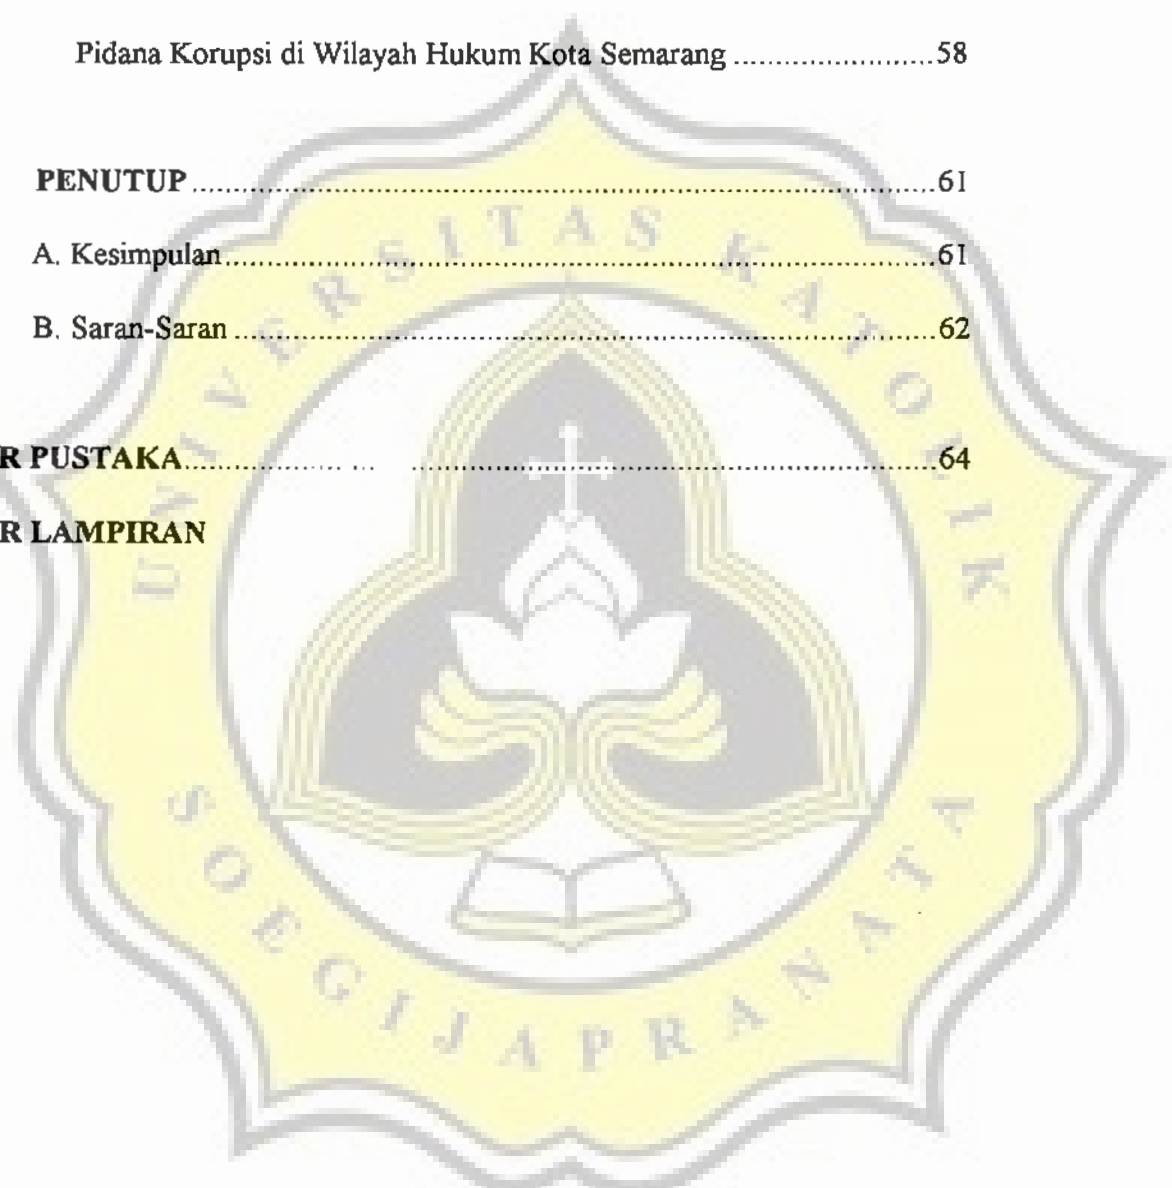 Pidana Korupsi di Wilayah Hukum Kota Semarang ........................58
PENUTUP ..........................................................................................61
A. Kesimpulan ......................................................................................61
B. Saran-Saran .....................................................................................62
R PUSTAKA................... ... ...............................................................64
R LAMPIRAN
UNIVERSITAS KATOLIK
SOEGIJAPRANATA